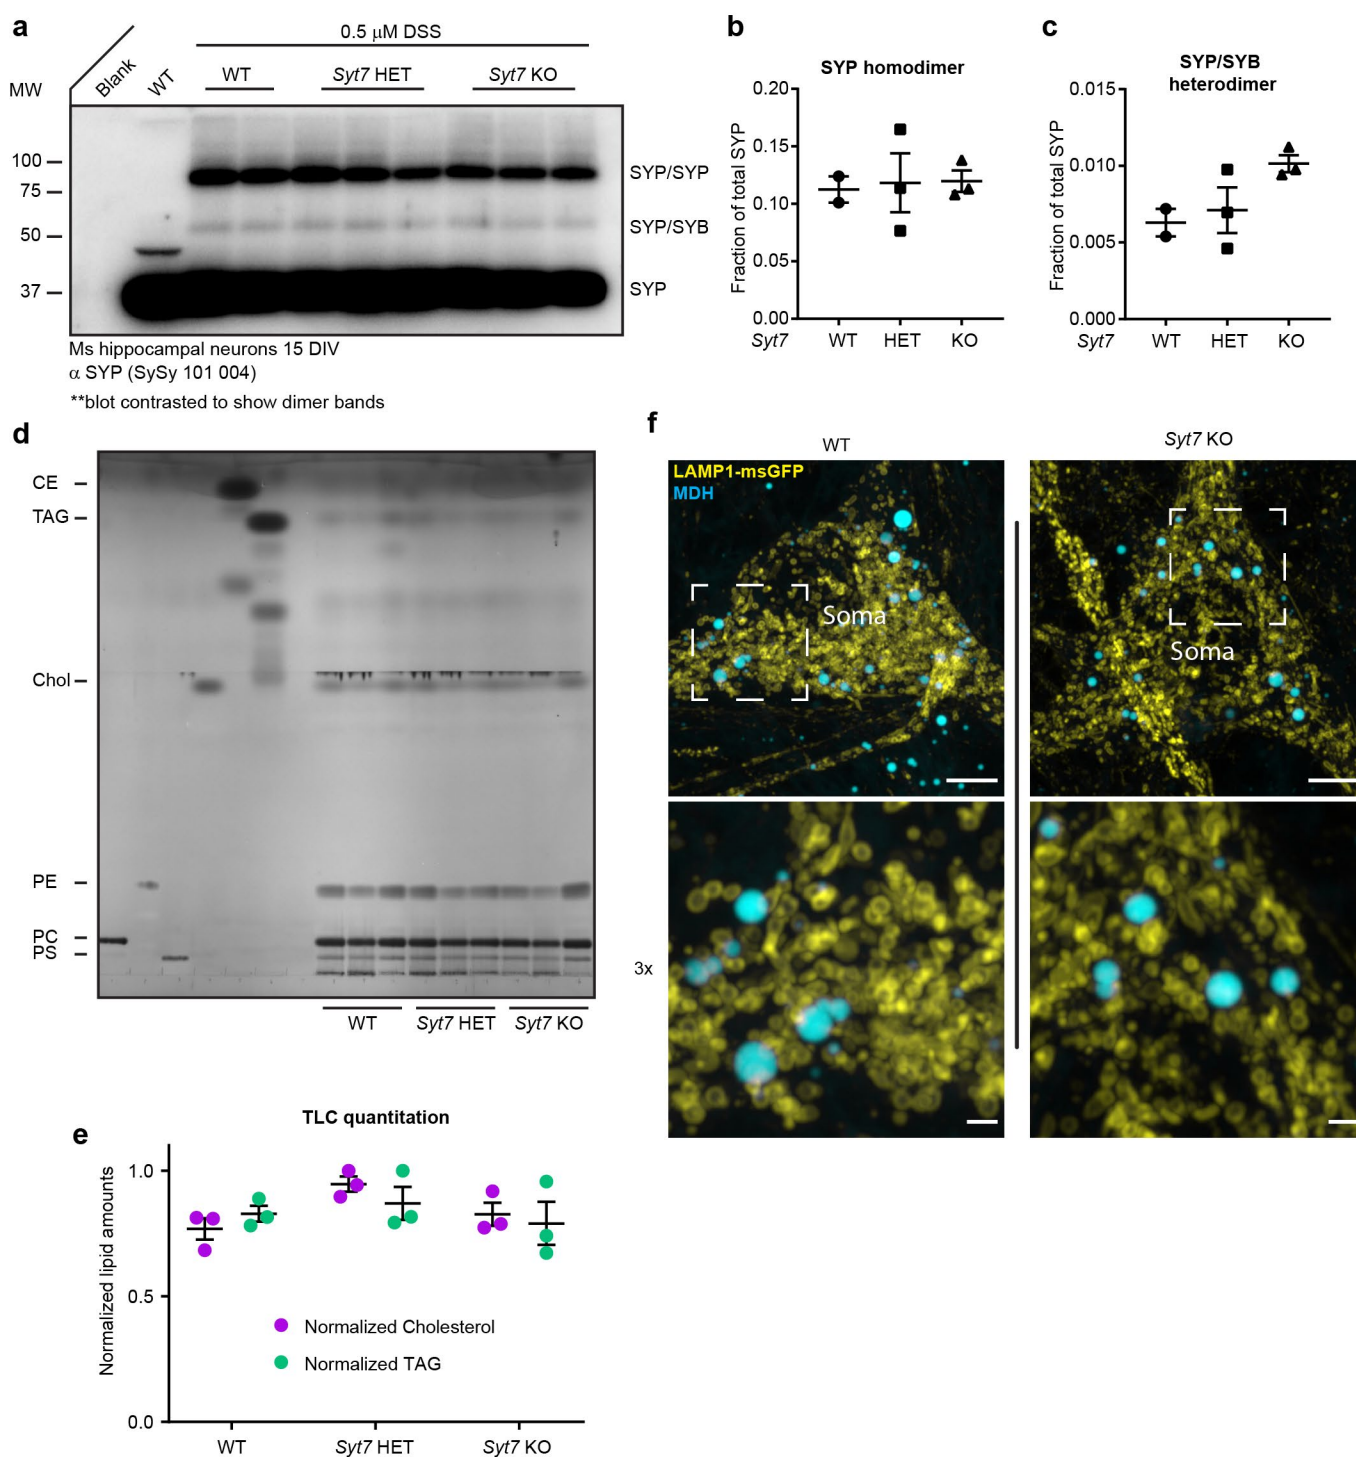 a
0.5 μM DSS
MW
Blank
WT
WT
Syt7 HET
Syt7 KO
100
75
50
37
SYP/SYP
SYP/SYB
SYP
Ms hippocampal neurons 15 DIV
α SYP (SySy 101 004)
**blot contrasted to show dimer bands
b
SYP homodimer
Fraction of total SYP
0.20
0.15
0.10
0.05
0.00
Syt7
WT
HET
KO
c
SYP/SYB
heterodimer
Fraction of total SYP
0.015
0.010
0.005
0.000
Syt7
WT
HET
KO
d
CE
TAG
Chol
PE
PC
PS
WT
Syt7 HET
Syt7 KO
e
TLC quantitation
Normalized lipid amounts
1.0
0.5
0.0
Normalized Cholesterol
Normalized TAG
WT
Syt7 HET
Syt7 KO
f
WT
Syt7 KO
LAMP1-msGFP
MDH
Soma
Soma
3x